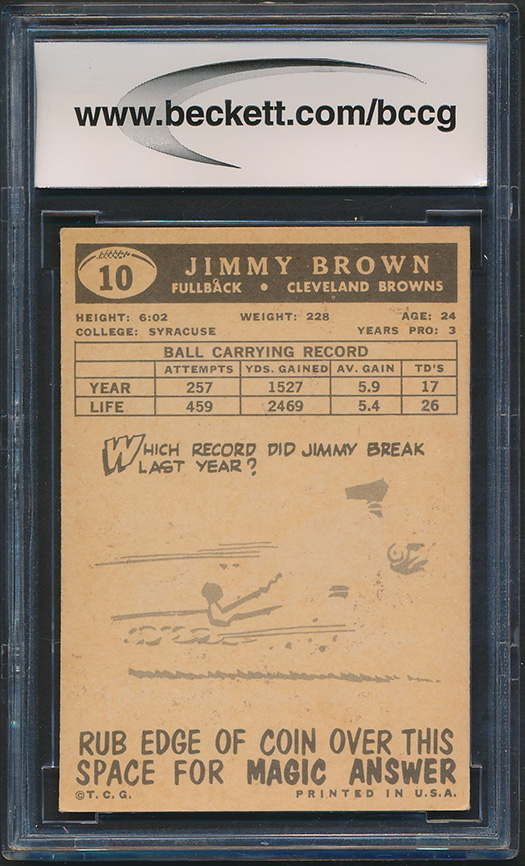 www.beckett.com/bccg
10
JIMMY BROWN
FULLBACK • CLEVELAND BROWNS
HEIGHT: 6:02 WEIGHT: 228 AGE: 24
COLLEGE: SYRACUSE YEARS PRO: 3
BALL CARRYING RECORD
ATTEMPTS YDS. GAINED AV. GAIN TD'S
YEAR 257 1527 5.9 17
LIFE 459 2469 5.4 26
WHICH RECORD DID JIMMY BREAK
LAST YEAR?
RUB EDGE OF COIN OVER THIS
SPACE FOR MAGIC ANSWER
©T.C.G. PRINTED IN U.S.A.